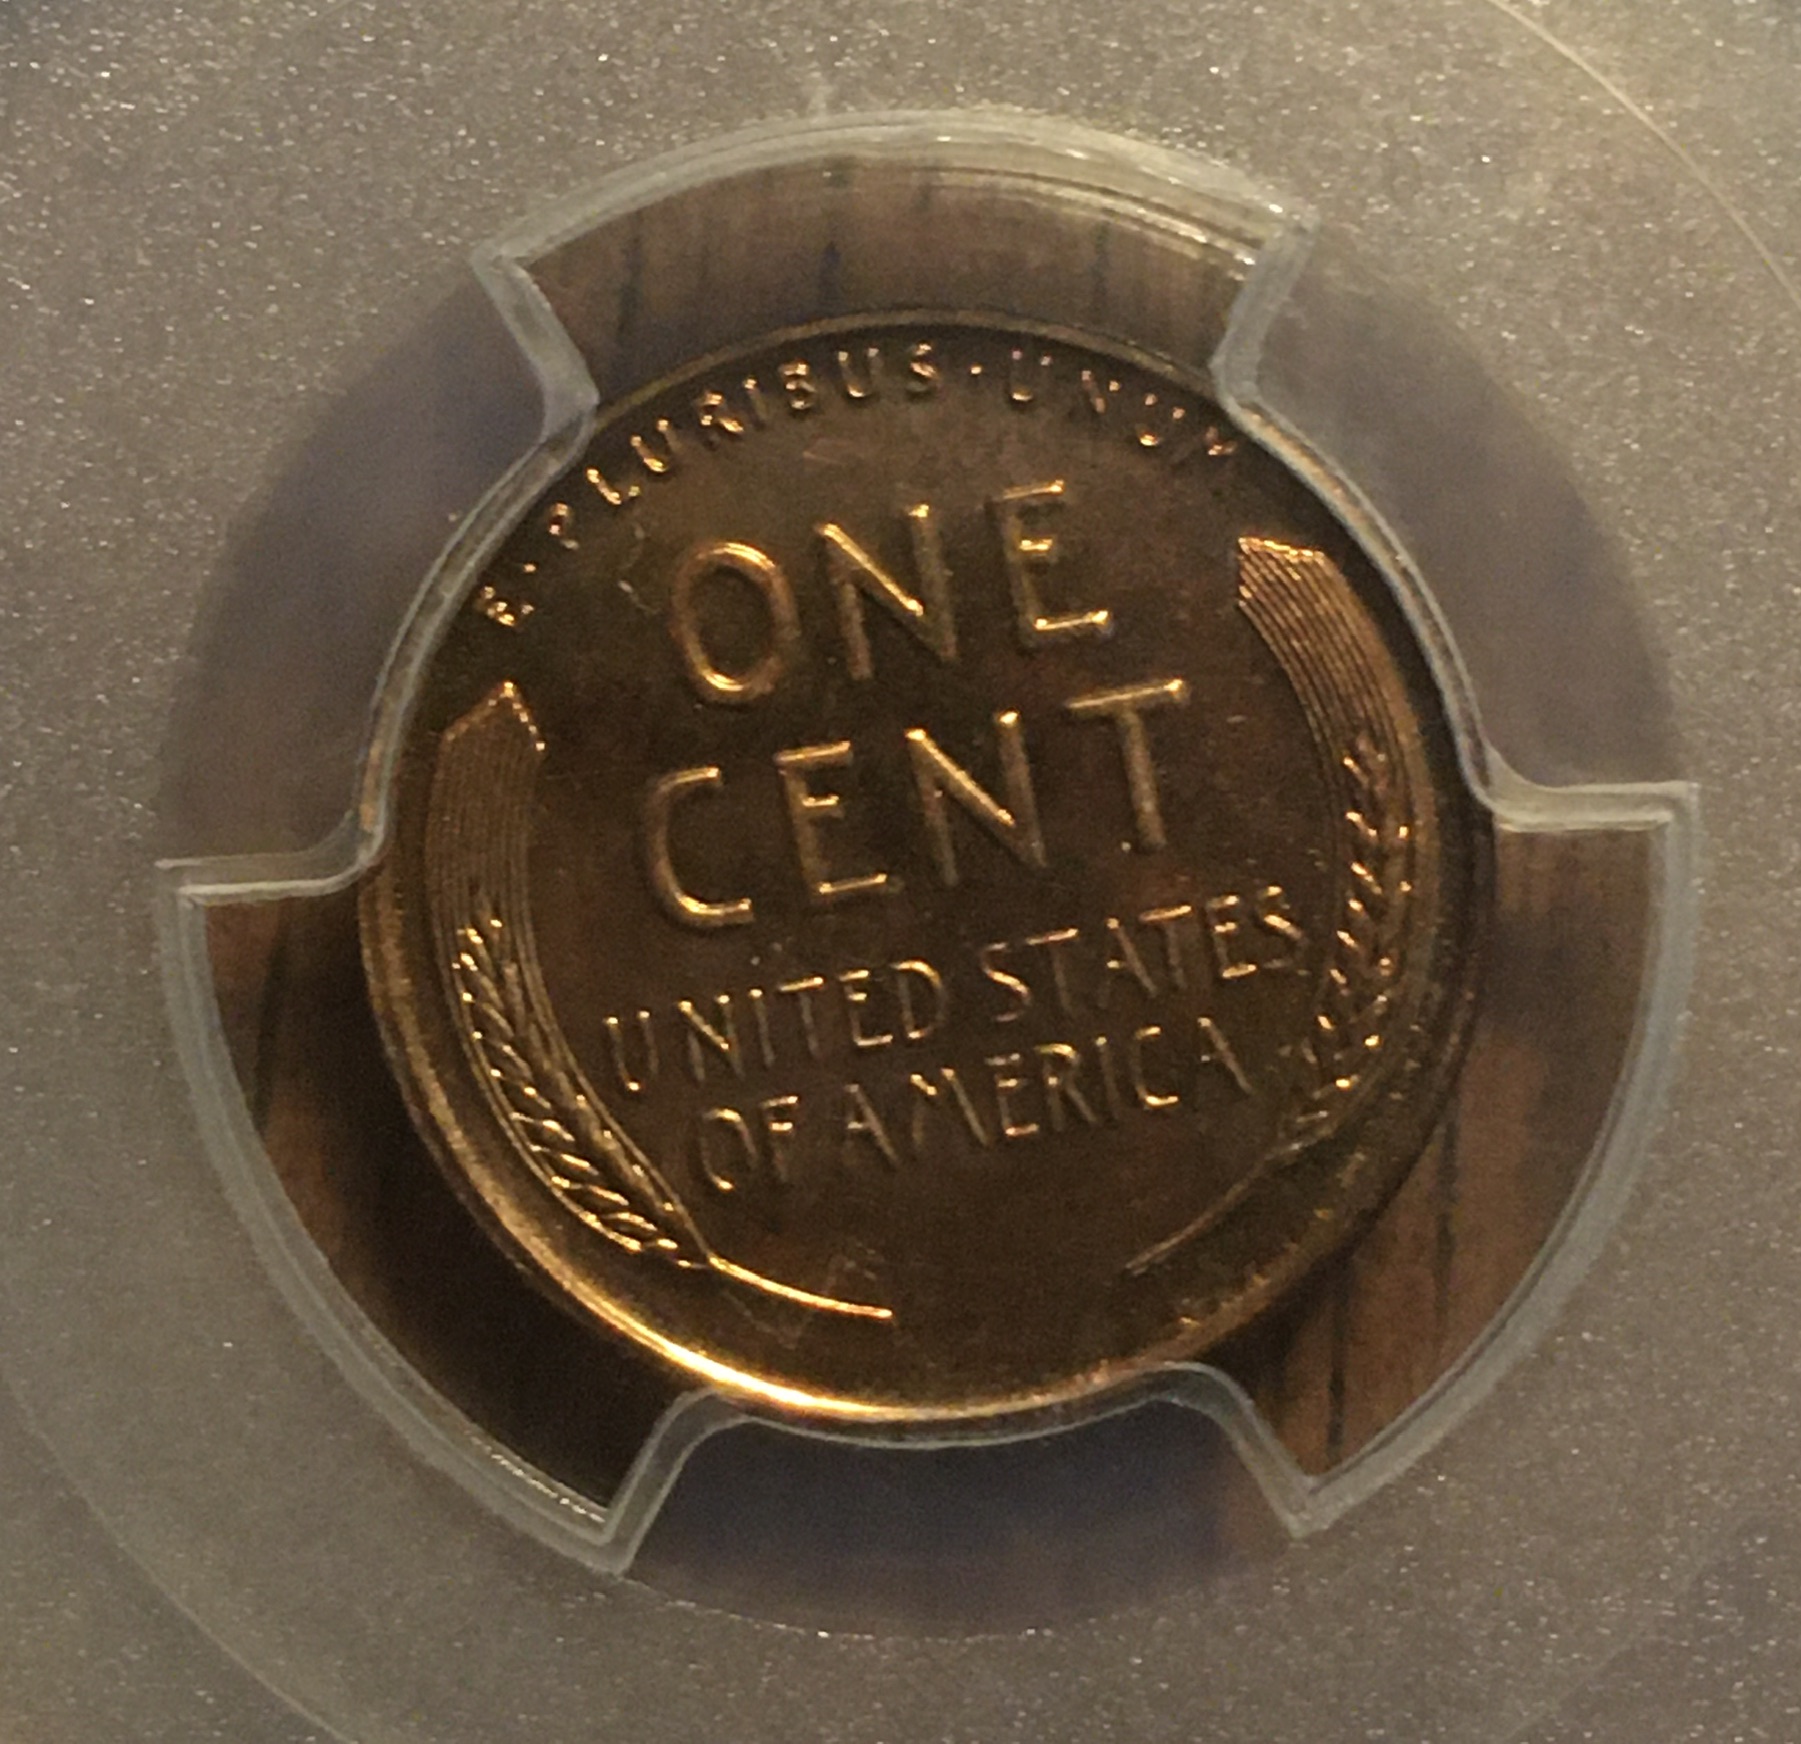 E·PLURIBUS·UNUM
ONE
CENT
UNITED STATES
OF AMERICA